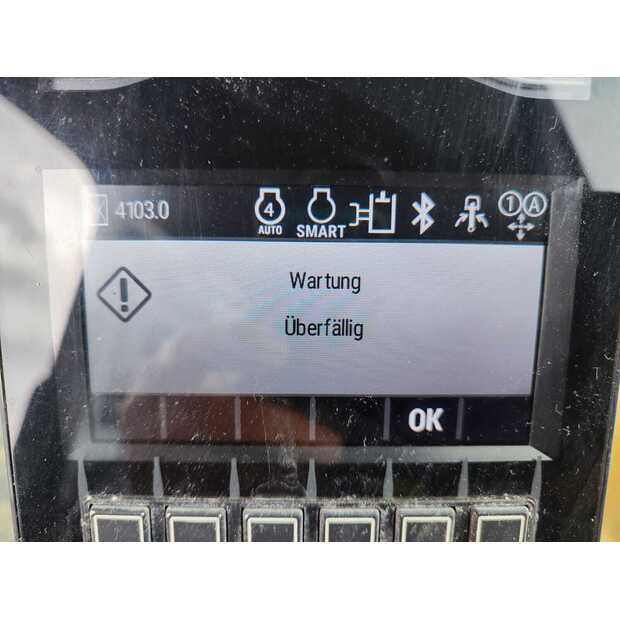 4103.0
4
AUTO
SMART
1 A
Wartung
Überfällig
OK